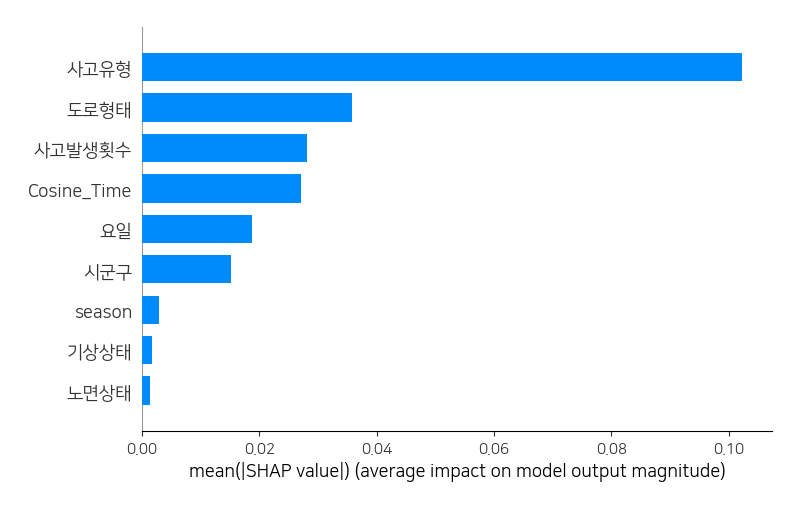 사고유형
도로형태
사고발생횟수
Cosine_Time
요일
시군구
season
기상상태
노면상태
0.00 0.02 0.04 0.06 0.08 0.10
mean(|SHAP value|) (average impact on model output magnitude)